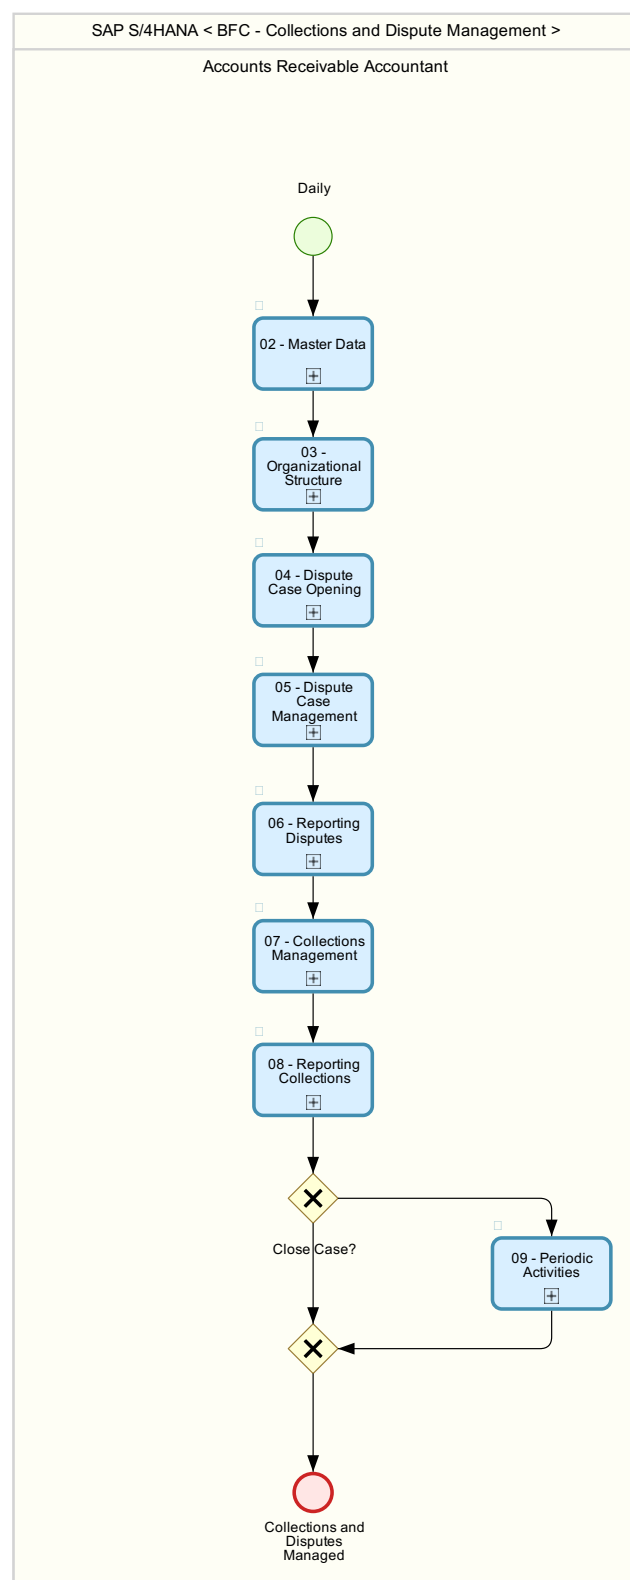 SAP S/4HANA < BFC - Collections and Dispute Management >
Accounts Receivable Accountant
Daily
02 - Master Data
03 -
Organizational
Structure
04 - Dispute
Case Opening
05 - Dispute
Case
Management
06 - Reporting
Disputes
07 - Collections
Management
08 - Reporting
Collections
Close Case?
09 - Periodic
Activities
Collections and
Disputes
Managed